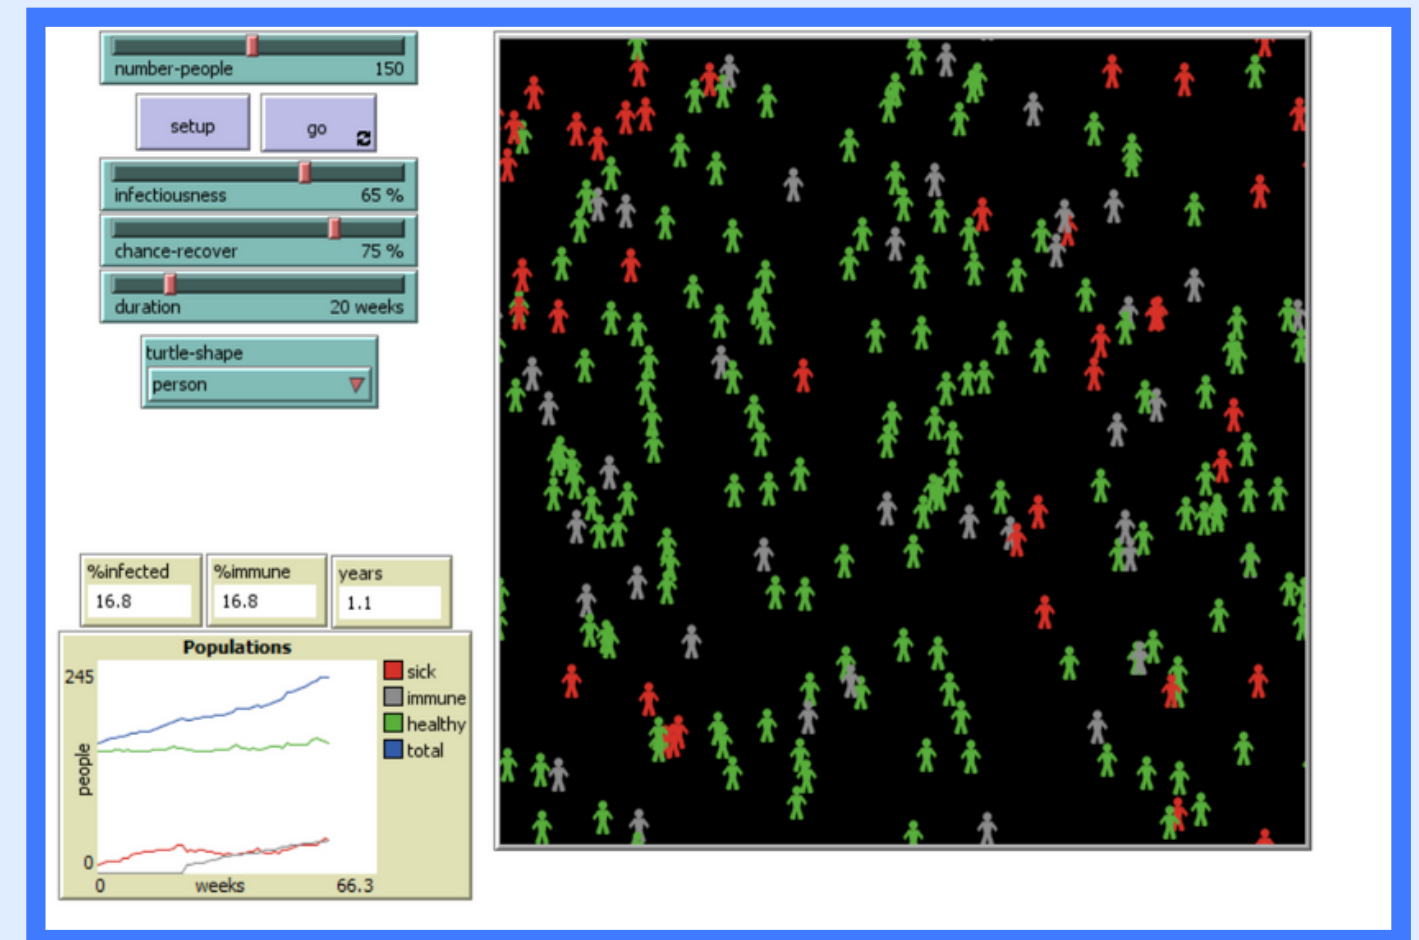 number-people 150
setup
go
infectiousness 65 %
chance-recover 75 %
duration 20 weeks
turtle-shape
person
%infected
16.8
%immune
16.8
years
1.1
Populations
245
people
0
0 weeks 66.3
sick
immune
healthy
total